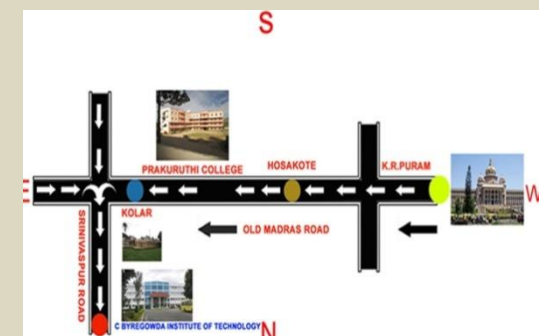 S
PRAKURUTHI COLLEGE
HOSAKOTE
K.R.PURAM
E
W
KOLAR
OLD MADRAS ROAD
SRINIVASPUR ROAD
C BYREGOWDA INSTITUTE OF TECHNOLOGY
N